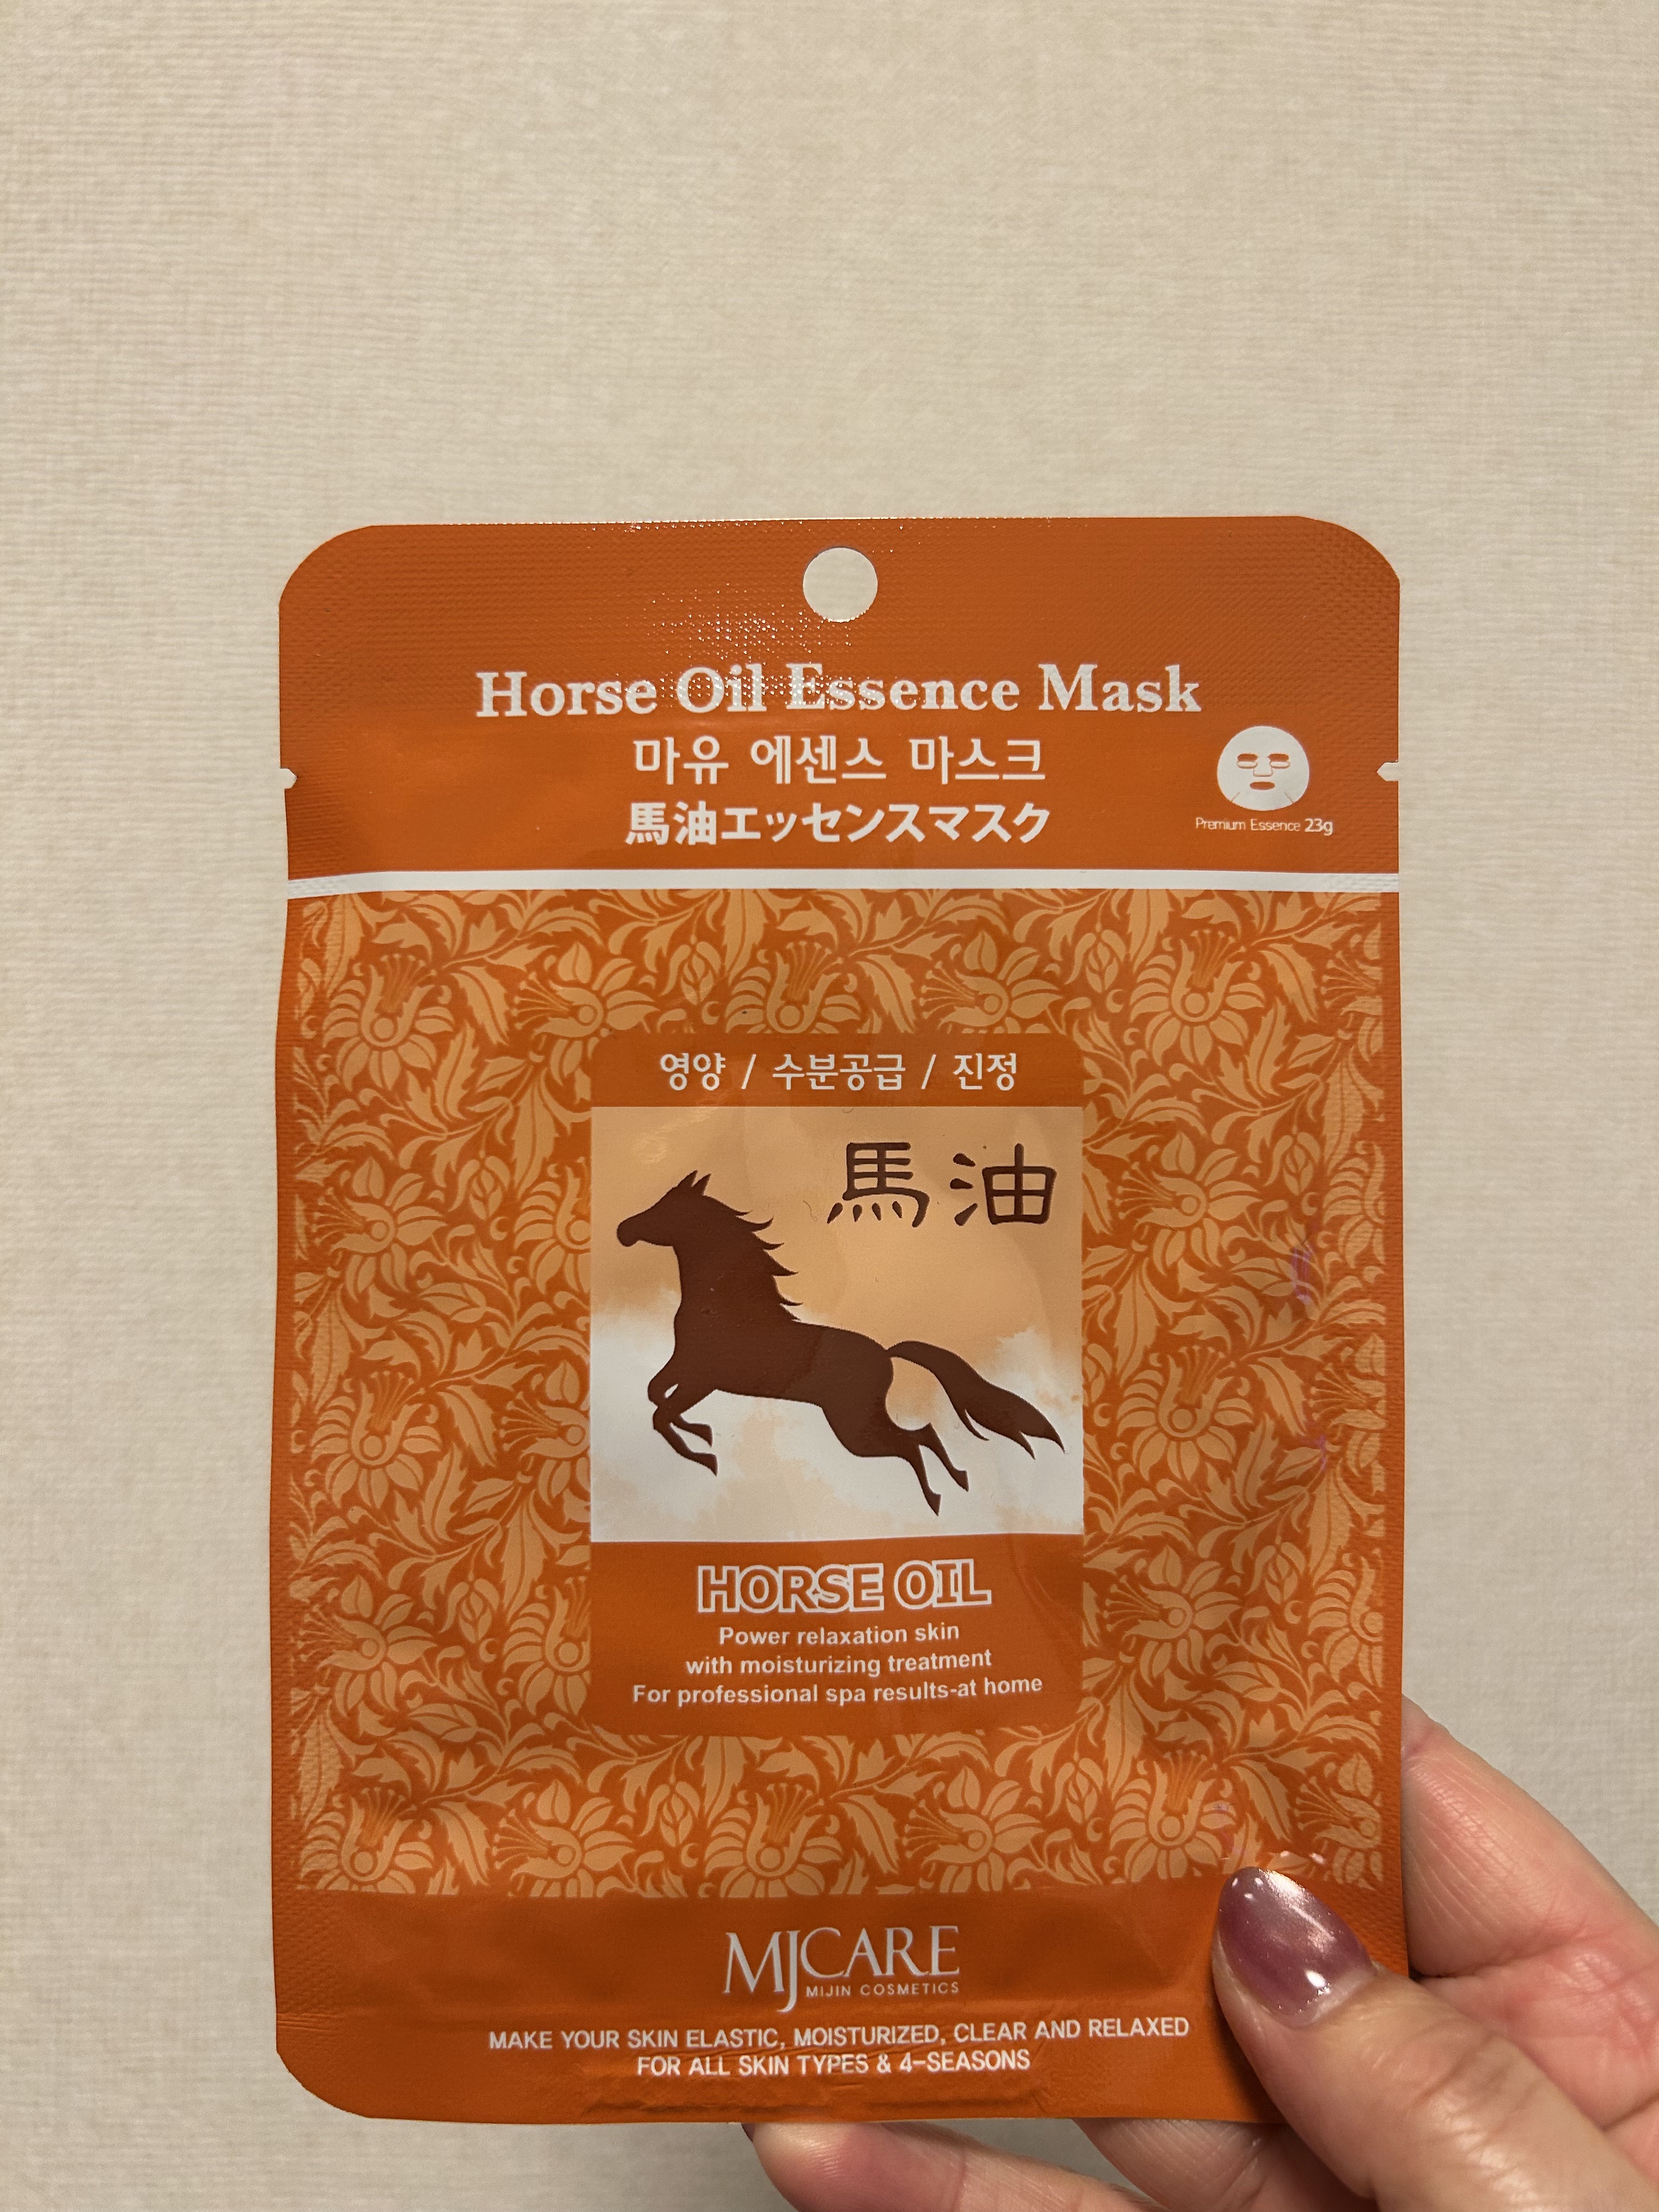 Horse Oil Essence Mask
마유 에센스 마스크
馬油エッセンスマスク
Premium Essence 23g
영양 / 수분공급 / 진정
馬油
HORSE OIL
Power relaxation skin
with moisturizing treatment
For professional spa results-at home
MJCARE
MIJIN COSMETICS
MAKE YOUR SKIN ELASTIC, MOISTURIZED, CLEAR AND RELAXED
FOR ALL SKIN TYPES & 4-SEASONS